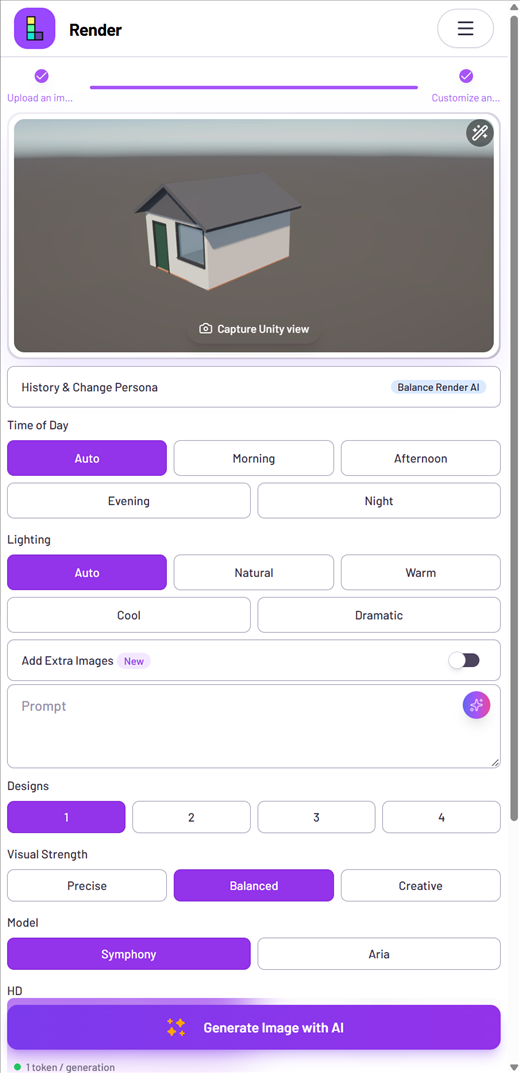 Render
Upload an im...
Customize an...
Capture Unity view
History & Change Persona
Balance Render AI
Time of Day
Auto
Morning
Afternoon
Evening
Night
Lighting
Auto
Natural
Warm
Cool
Dramatic
Add Extra Images New
Prompt
Designs
1
2
3
4
Visual Strength
Precise
Balanced
Creative
Model
Symphony
Aria
HD
Generate Image with AI
1 token / generation